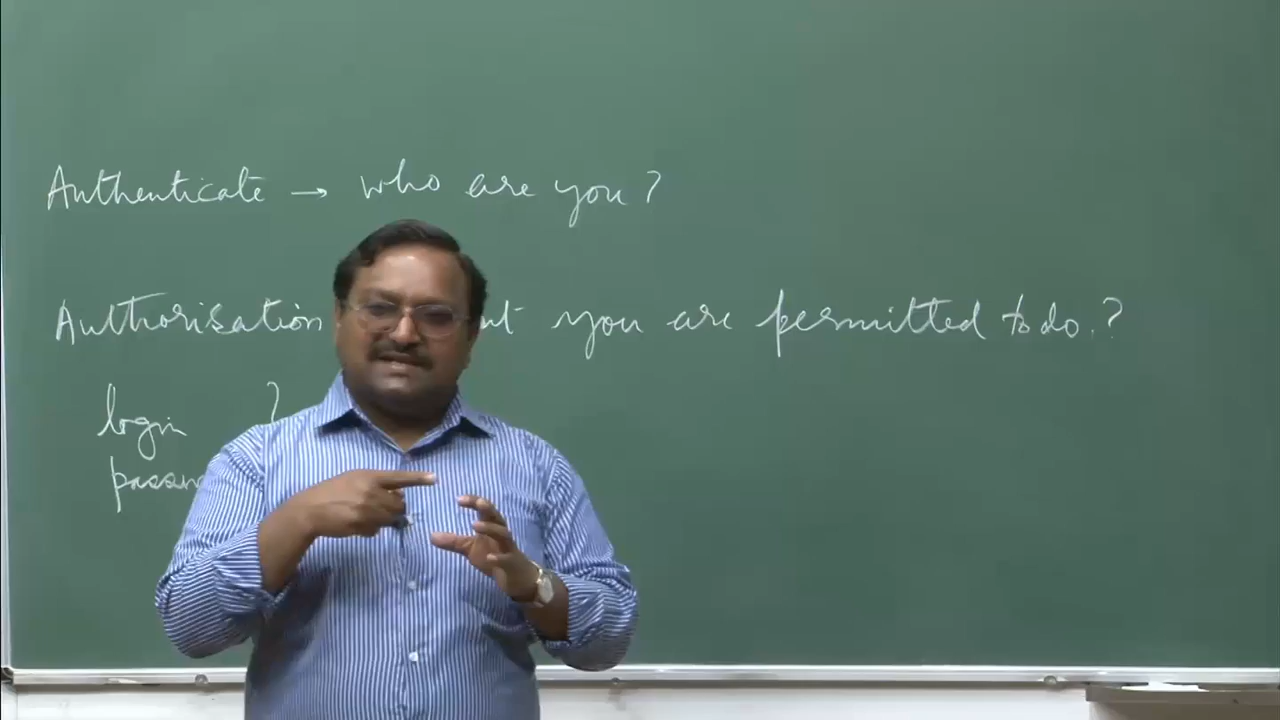 Authenticate → who are you?
Authorisation you are permitted to do.?
login ?